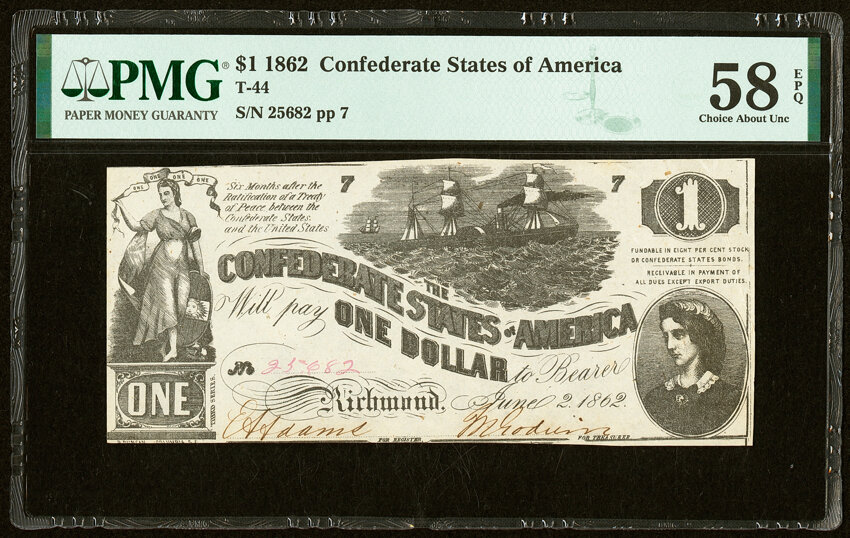 PMG®
PAPER MONEY GUARANTY
$1 1862 Confederate States of America
T-44
S/N 25682 pp 7
58
EPQ
Choice About Unc
ONE ONE ONE ONE
Six Months after the
Ratification of a Treaty
of Peace between the
Confederate States
and the United States
7
7
1
FUNDABLE IN EIGHT PER CENT STOCK
OR CONFEDERATE STATES BONDS.
RECEIVABLE IN PAYMENT OF
ALL DUES EXCEPT EXPORT DUTIES.
THE
CONFEDERATE STATES OF AMERICA
Will pay ONE DOLLAR to Bearer
No 25682
Richmond, June 2. 1862.
ONE
THIRD SERIES
FOR REGISTER
FOR TREASURER
COLUMBIA S.C.